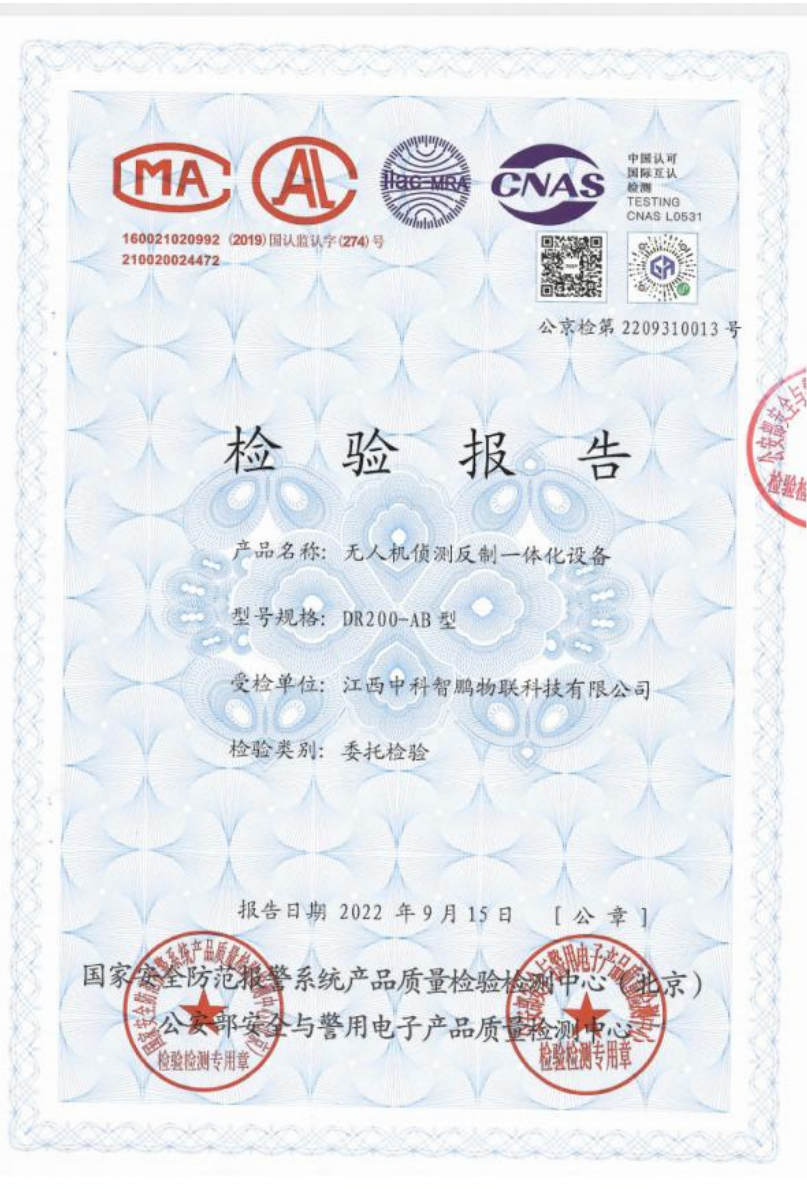 MA
AL
ilac-MRA
CNAS
中国认可
国际互认
检测
TESTING
CNAS L0531
160021020992 (2019)国认监认字(274)号
210020024472
GA
公京检第 2209310013 号
检验报告
产品名称: 无人机侦测反制一体化设备
型号规格: DR200-AB 型
受检单位: 江西中科智鹏物联科技有限公司
检验类别: 委托检验
报告日期 2022 年 9 月 15 日 [公章]
国家安全防范报警系统产品质量检验检测中心(北京)
公安部安全与警用电子产品质量检测中心
检验检测专用章
检验检测专用章